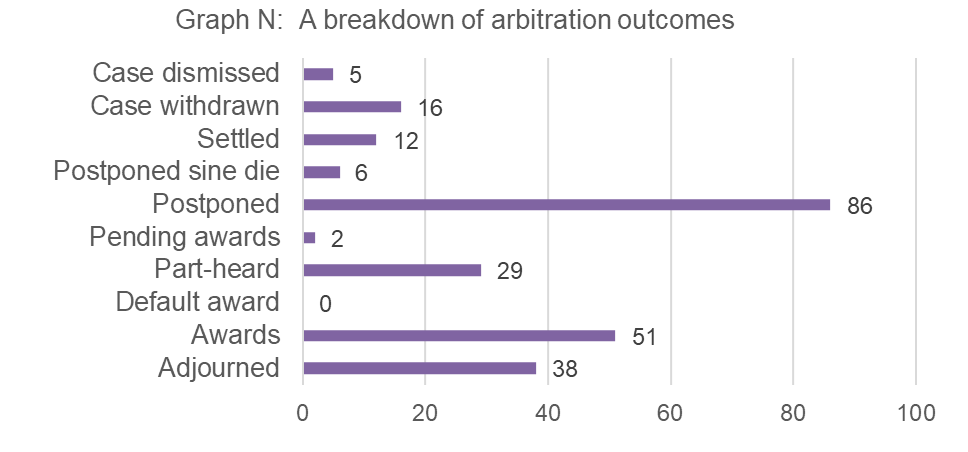 Graph N:  A breakdown of arbitration outcomes
Case dismissed 5
Case withdrawn 16
Settled 12
Postponed sine die 6
Postponed 86
Pending awards 2
Part-heard 29
Default award 0
Awards 51
Adjourned 38
0 20 40 60 80 100